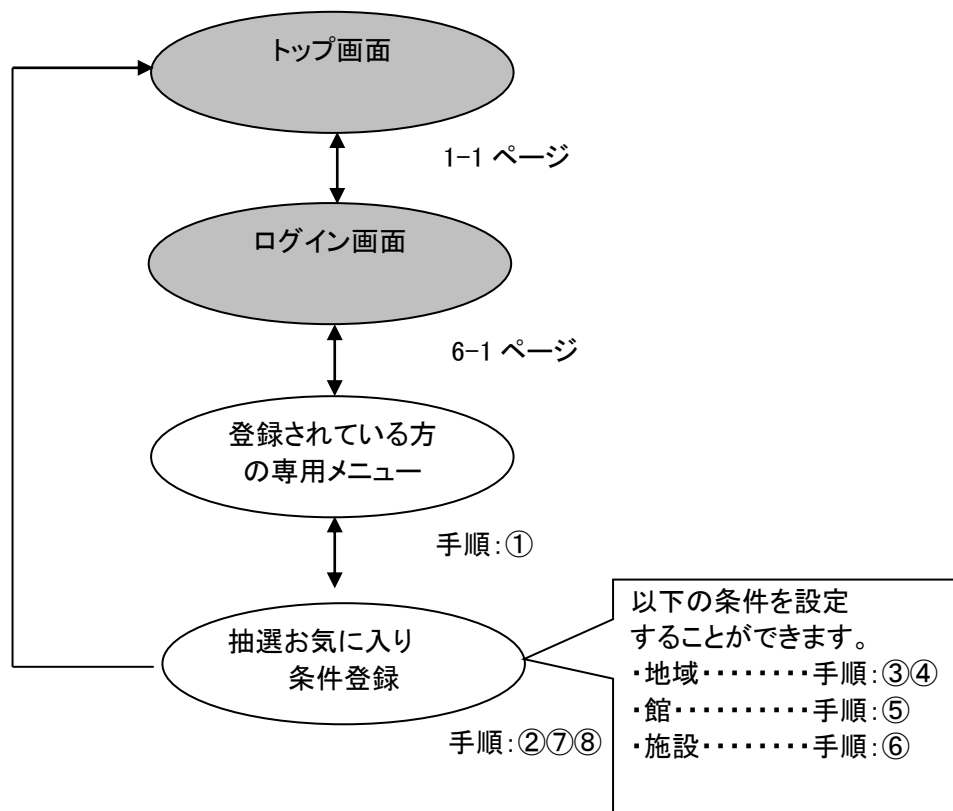 トップ画面
1-1 ページ
ログイン画面
6-1 ページ
登録されている方
の専用メニュー
手順：①
抽選お気に入り
条件登録
手順：②⑦⑧
以下の条件を設定
することができます。
・地域・・・・・・・・手順：③④
・館・・・・・・・・・・手順：⑤
・施設・・・・・・・・手順：⑥